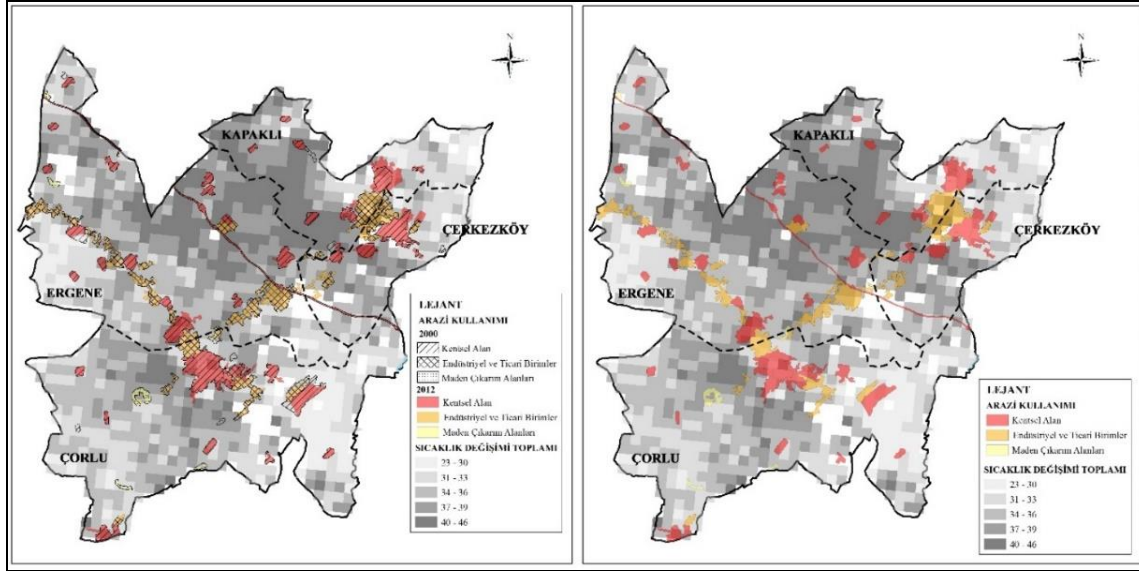 N
KAPAKLI
ÇERKEZKÖY
ERGENE
ÇORLU
LEJANT
ARAZİ KULLANIMI
2000
Kentsel Alan
Endüstriyel ve Ticari Birimler
Maden Çıkarım Alanları
2012
Kentsel Alan
Endüstriyel ve Ticari Birimler
Maden Çıkarım Alanları
SICAKLIK DEĞİŞİMİ TOPLAMI
23 - 30
31 - 33
34 - 36
37 - 39
40 - 46
N
KAPAKLI
ÇERKEZKÖY
ERGENE
ÇORLU
LEJANT
ARAZİ KULLANIMI
Kentsel Alan
Endüstriyel ve Ticari Birimler
Maden Çıkarım Alanları
SICAKLIK DEĞİŞİMİ TOPLAMI
23 - 30
31 - 33
34 - 36
37 - 39
40 - 46